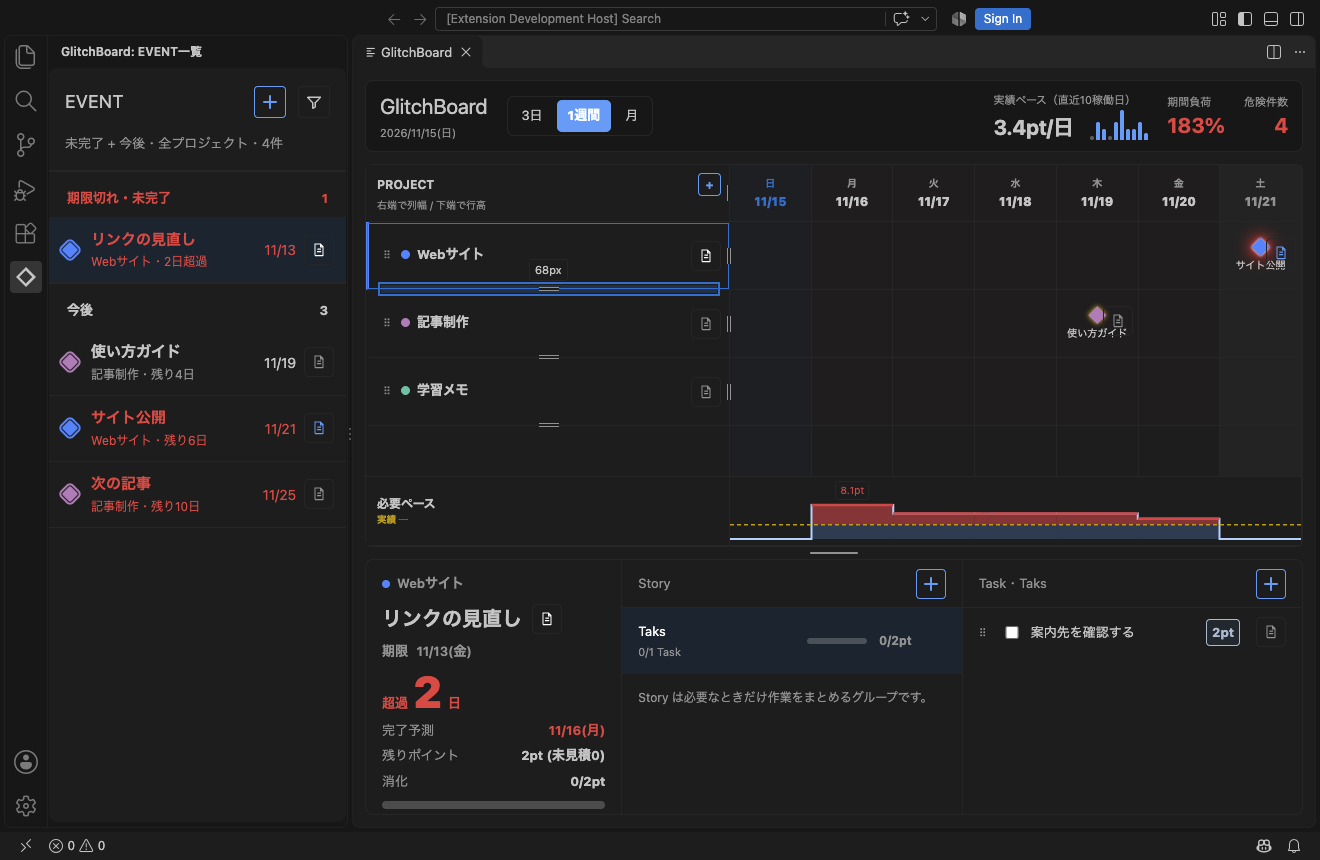 [Extension Development Host] Search
Sign In
GlitchBoard: EVENT一覧
GlitchBoard
EVENT
未完了 + 今後・全プロジェクト・4件
期限切れ・未完了 1
リンクの見直し 11/13
Webサイト・2日超過
今後 3
使い方ガイド 11/19
記事制作・残り4日
サイト公開 11/21
Webサイト・残り6日
次の記事 11/25
記事制作・残り10日
GlitchBoard
2026/11/15(日)
3日 1週間 月
実績ペース（直近10稼働日）
3.4pt/日
期間負荷
183%
危険件数
4
PROJECT
右端で列幅 / 下端で行高
日 月 火 水 木 金 土
11/15 11/16 11/17 11/18 11/19 11/20 11/21
Webサイト
68px
サイト公開
記事制作
使い方ガイド
学習メモ
必要ペース
実績
8.1pt
Webサイト
リンクの見直し
期限 11/13(金)
超過 2 日
完了予測 11/16(月)
残りポイント 2pt (未見積0)
消化 0/2pt
Story
Taks
0/1 Task
0/2pt
Story は必要なときだけ作業をまとめるグループです。
Task・Taks
案内先を確認する 2pt
0 0